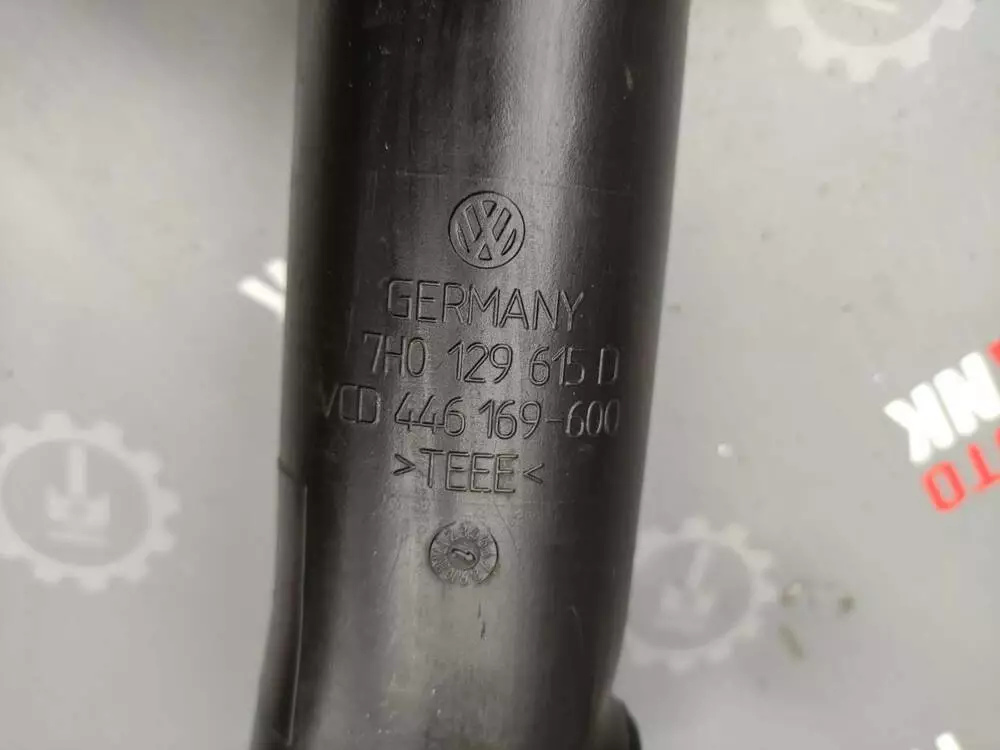 GERMANY
7H0 129 615 D
VCD 446 169-600
>TEEE<